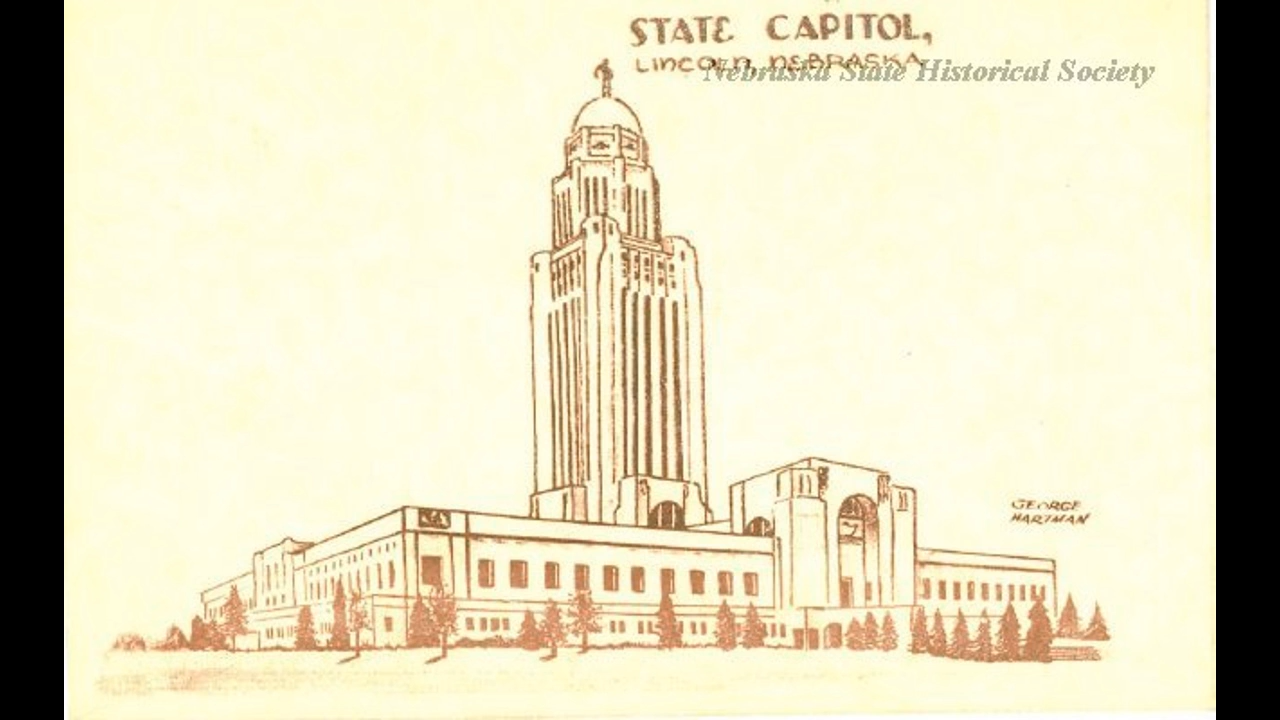 STATE CAPITOL,
LINCOLN, NEBRASKA
Nebraska State Historical Society
GEORGE
HARTMAN